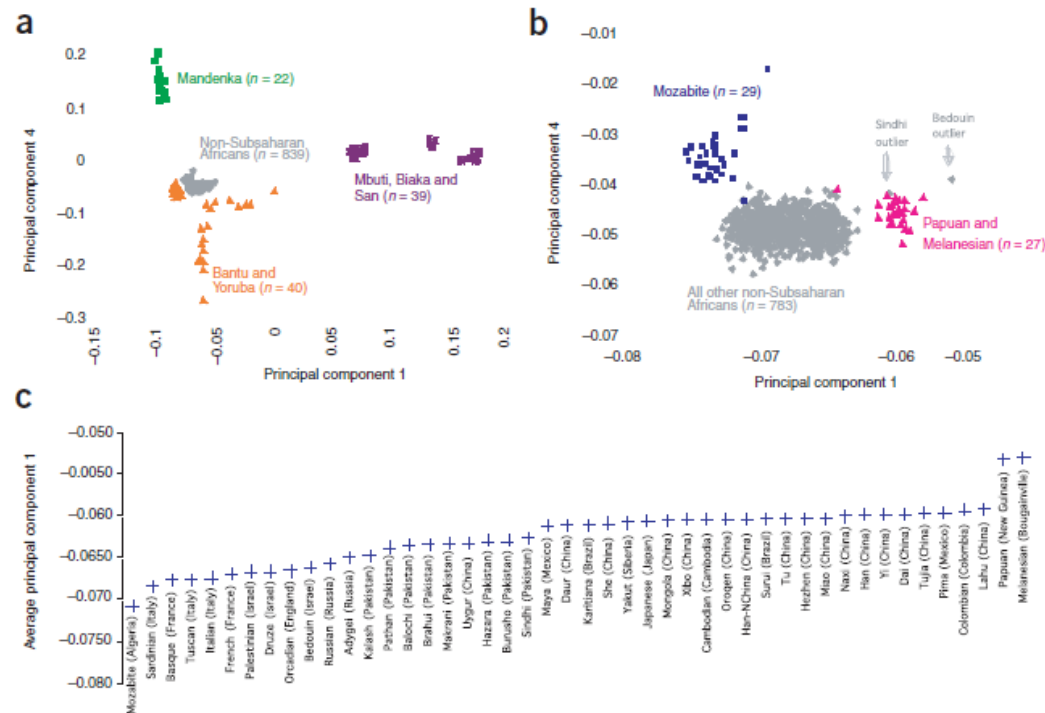 a
0.2
0.1
0
–0.1
–0.2
–0.3
Principal component 4
Mandenka (n = 22)
Non-Subsaharan
Africans (n = 839)
Mbuti, Biaka and
San (n = 39)
Bantu and
Yoruba (n = 40)
–0.15
–0.1
–0.05
0
0.05
0.1
0.15
0.2
Principal component 1
b
–0.01
–0.02
–0.03
–0.04
–0.05
–0.06
–0.07
Principal component 4
Mozabite (n = 29)
Sindhi
outlier
Bedouin
outlier
Papuan and
Melanesian (n = 27)
All other non-Subsaharan
Africans (n = 783)
–0.08
–0.07
–0.06
–0.05
Principal component 1
c
Average principal component 1
–0.050
–0.0050
–0.060
–0.0650
–0.070
–0.0750
–0.080
Mozabite (Algeria)
Sardinian (Italy)
Basque (France)
Tuscan (Italy)
Italian (Italy)
French (France)
Palestinian (Israel)
Druze (Israel)
Orcadian (England)
Bedouin (Israel)
Russian (Russia)
Adygei (Russia)
Kalash (Pakistan)
Pathan (Pakistan)
Balochi (Pakistan)
Brahui (Pakistan)
Makrani (Pakistan)
Uygur (China)
Hazara (Pakistan)
Burusho (Pakistan)
Sindhi (Pakistan)
Maya (Mexco)
Daur (China)
Karitiana (Brazil)
She (China)
Yakut (Siberia)
Japanese (Japan)
Mongola (China)
Xibo (China)
Cambodian (Cambodia)
Oroqen (China)
Han-NChina (China)
Surui (Brazil)
Tu (China)
Hezhen (China)
Miao (China)
Naxi (China)
Han (China)
Yi (China)
Dai (China)
Tujia (China)
Pima (Mexico)
Colombian (Colombia)
Lahu (China)
Papuan (New Guinea)
Melanesian (Bougainville)